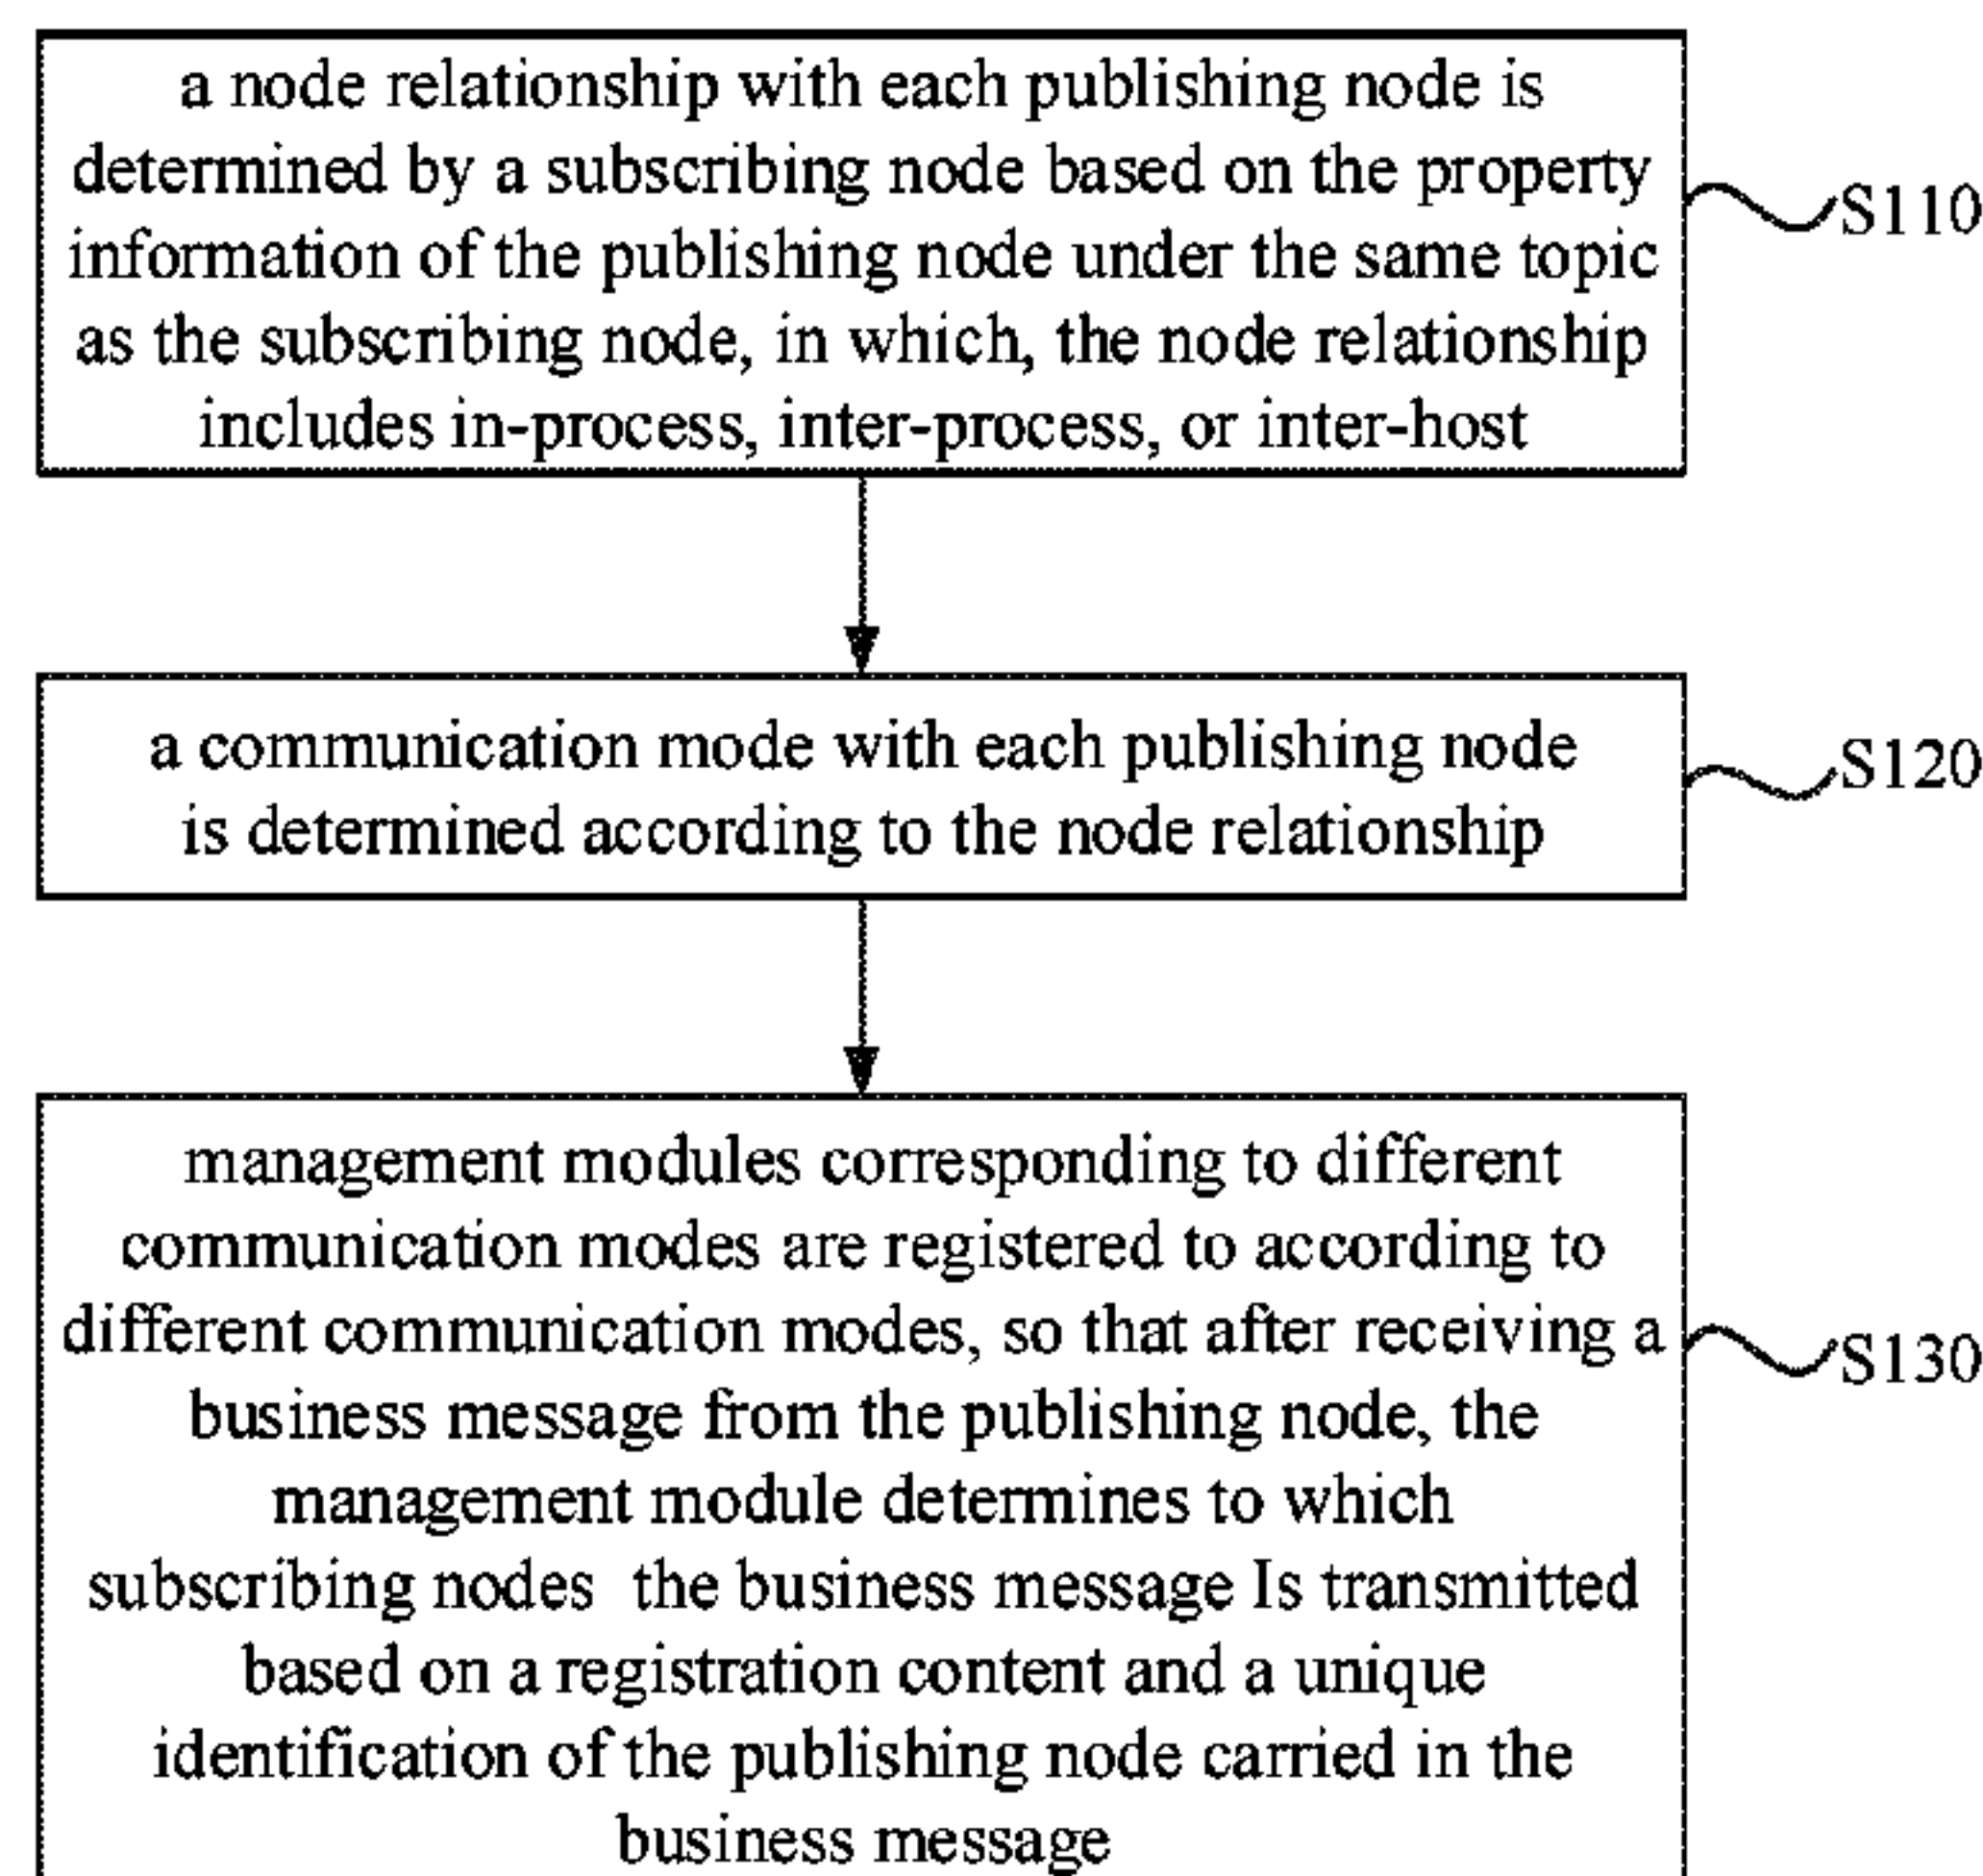 a node relationship with each publishing node is
determined by a subscribing node based on the property
information of the publishing node under the same topic
as the subscribing node, in which, the node relationship
includes in-process, inter-process, or inter-host
S110
a communication mode with each publishing node
is determined according to the node relationship
S120
management modules corresponding to different
communication modes are registered to according to
different communication modes, so that after receiving a
business message from the publishing node, the
management module determines to which
subscribing nodes  the business message Is transmitted
based on a registration content and a unique
identification of the publishing node carried in the
business message
S130